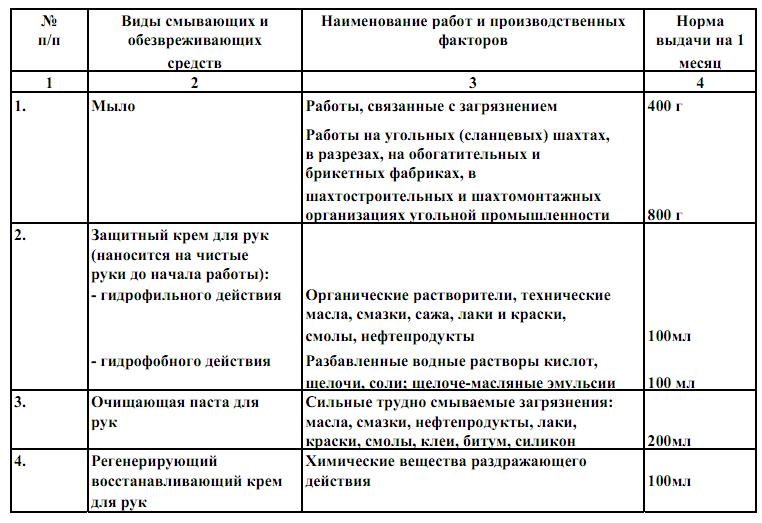 № п/п | Виды смывающих и обезвреживающих средств | Наименование работ и производственных факторов | Норма выдачи на 1 месяц
1 | 2 | 3 | 4
1. | Мыло | Работы, связанные с загрязнением | 400 г
Работы на угольных (сланцевых) шахтах,
в разрезах, на обогатительных и
брикетных фабриках, в
шахтостроительных и шахтомонтажных
организациях угольной промышленности | 800 г
2. | Защитный крем для рук
(наносится на чистые
руки до начала работы):
- гидрофильного действия | Органические растворители, технические
масла, смазки, сажа, лаки и краски,
смолы, нефтепродукты | 100мл
- гидрофобного действия | Разбавленные водные растворы кислот,
щелочи, соли; щелоче-масляные эмульсии | 100 мл
3. | Очищающая паста для | Сильные трудно смываемые загрязнения:
рук | масла, смазки, нефтепродукты, лаки,
краски, смолы, клеи, битум, силикон | 200мл
4. | Регенерирующий | Химические вещества раздражающего
восстанавливающий крем | действия | 100мл
для рук